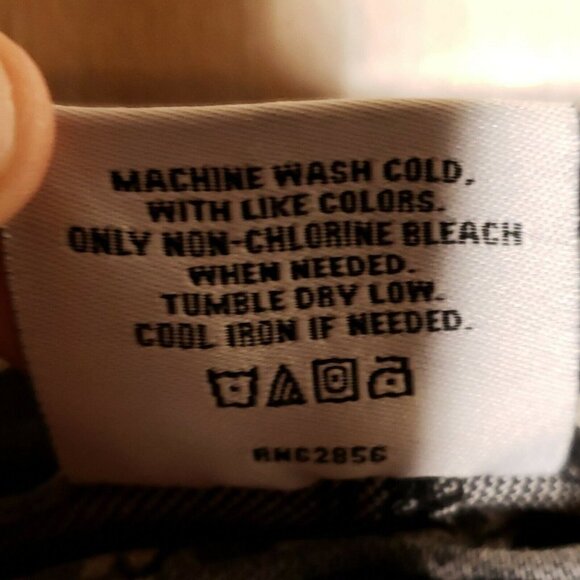 MACHINE WASH COLD,
WITH LIKE COLORS.
ONLY NON-CHLORINE BLEACH
WHEN NEEDED.
TUMBLE DRY LOW.
COOL IRON IF NEEDED.
RN62856